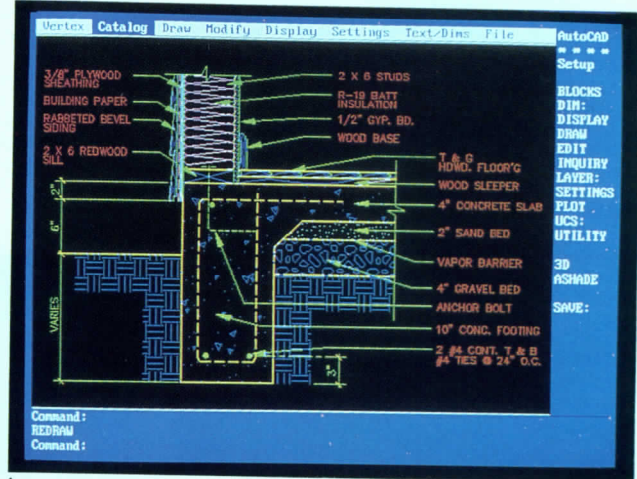 Vertex Catalog Draw Modify Display Settings Text/Dims File
AutoCAD
* * * *
Setup
BLOCKS
DIM:
DISPLAY
DRAW
EDIT
INQUIRY
LAYER:
SETTINGS
PLOT
UCS:
UTILITY
3D
ASHADE
SAVE:
3/8" PLYWOOD
SHEATHING
BUILDING PAPER
RABBETED BEVEL
SIDING
2 X 6 REDWOOD
SILL
2"
6"
VARIES
2 X 6 STUDS
R-19 BATT
INSULATION
1/2" GYP. BD.
WOOD BASE
T & G
HDWD. FLOOR'G
WOOD SLEEPER
4" CONCRETE SLAB
2" SAND BED
VAPOR BARRIER
4" GRAVEL BED
ANCHOR BOLT
10" CONC. FOOTING
2 #4 CONT. T & B
#4 TIES @ 24" O.C.
3"
Command:
REDRAW
Command: